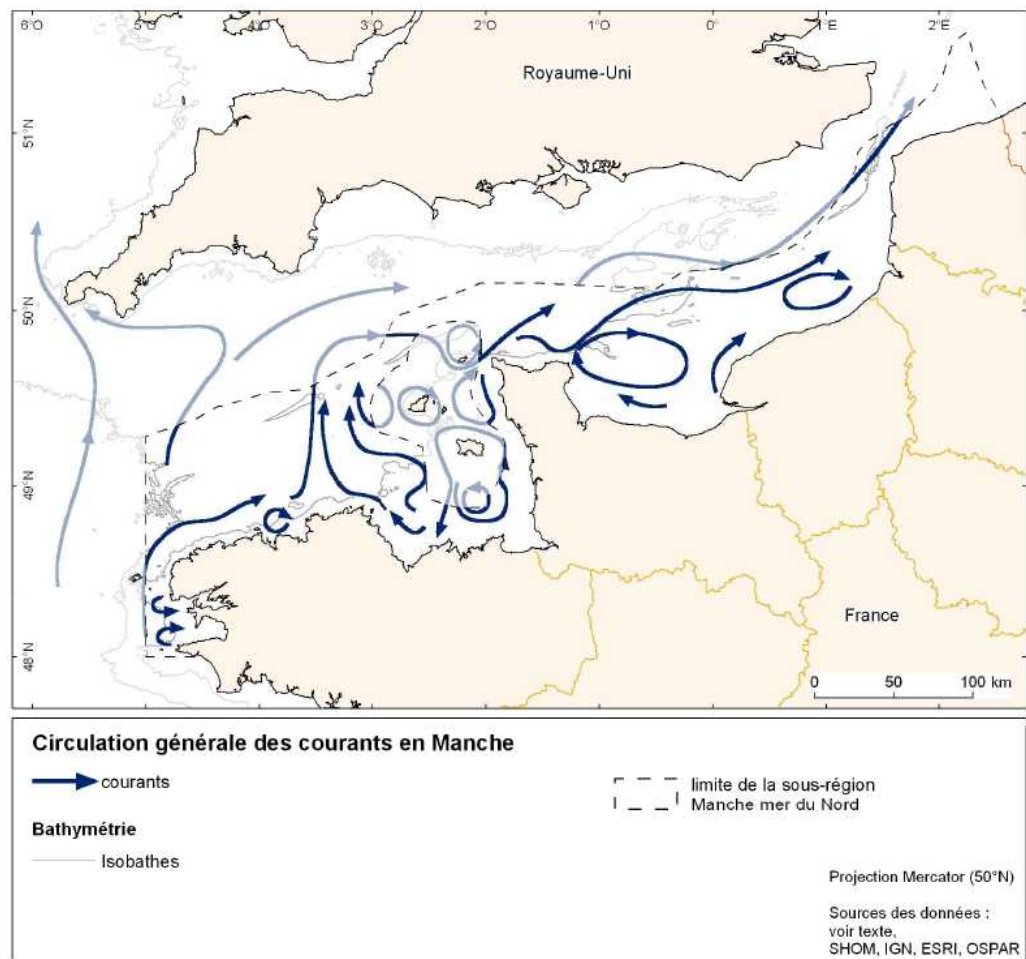 6°O 5°O 4°O 3°O 2°O 1°O 0°O 1°E 2°E
Royaume-Uni
51°N
50°N
49°N
France
48°N
0 50 100 km
Circulation générale des courants en Manche
courants
limite de la sous-région
Manche mer du Nord
Bathymétrie
Isobathes
Projection Mercator (50°N)
Sources des données :
voir texte,
SHOM, IGN, ESRI, OSPAR